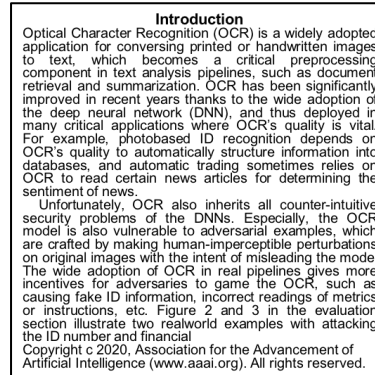 Introduction
Optical Character Recognition (OCR) is a widely adopted
application for conversing printed or handwritten images
to text, which becomes a critical preprocessing
component in text analysis pipelines, such as document
retrieval and summarization. OCR has been significantly
improved in recent years thanks to the wide adoption of
the deep neural network (DNN), and thus deployed in
many critical applications where OCR's quality is vital.
For example, photobased ID recognition depends on
OCR's quality to automatically structure information into
databases, and automatic trading sometimes relies on
OCR to read certain news articles for determining the
sentiment of news.
Unfortunately, OCR also inherits all counter-intuitive
security problems of the DNNs. Especially, the OCR
model is also vulnerable to adversarial examples, which
are crafted by making human-imperceptible perturbations
on original images with the intent of misleading the model.
The wide adoption of OCR in real pipelines gives more
incentives for adversaries to game the OCR, such as
causing fake ID information, incorrect readings of metrics
or instructions, etc. Figure 2 and 3 in the evaluation
section illustrate two realworld examples with attacking
the ID number and financial
Copyright c 2020, Association for the Advancement of
Artificial Intelligence (www.aaai.org). All rights reserved.